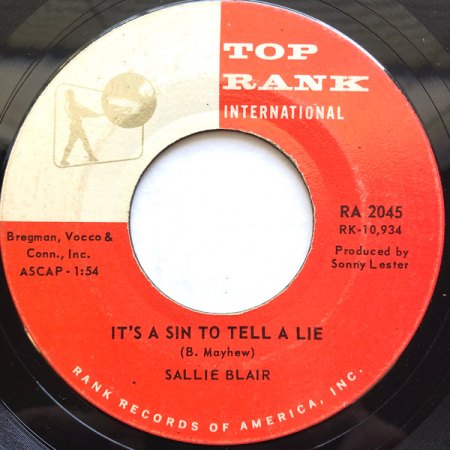 TOP
RANK
INTERNATIONAL
RA 2045
RK-10,934
Produced by
Sonny Lester
Bregman, Vocco &
Conn., Inc.
ASCAP - 1:54
IT'S A SIN TO TELL A LIE
(B. Mayhew)
SALLIE BLAIR
RANK RECORDS OF AMERICA, INC.